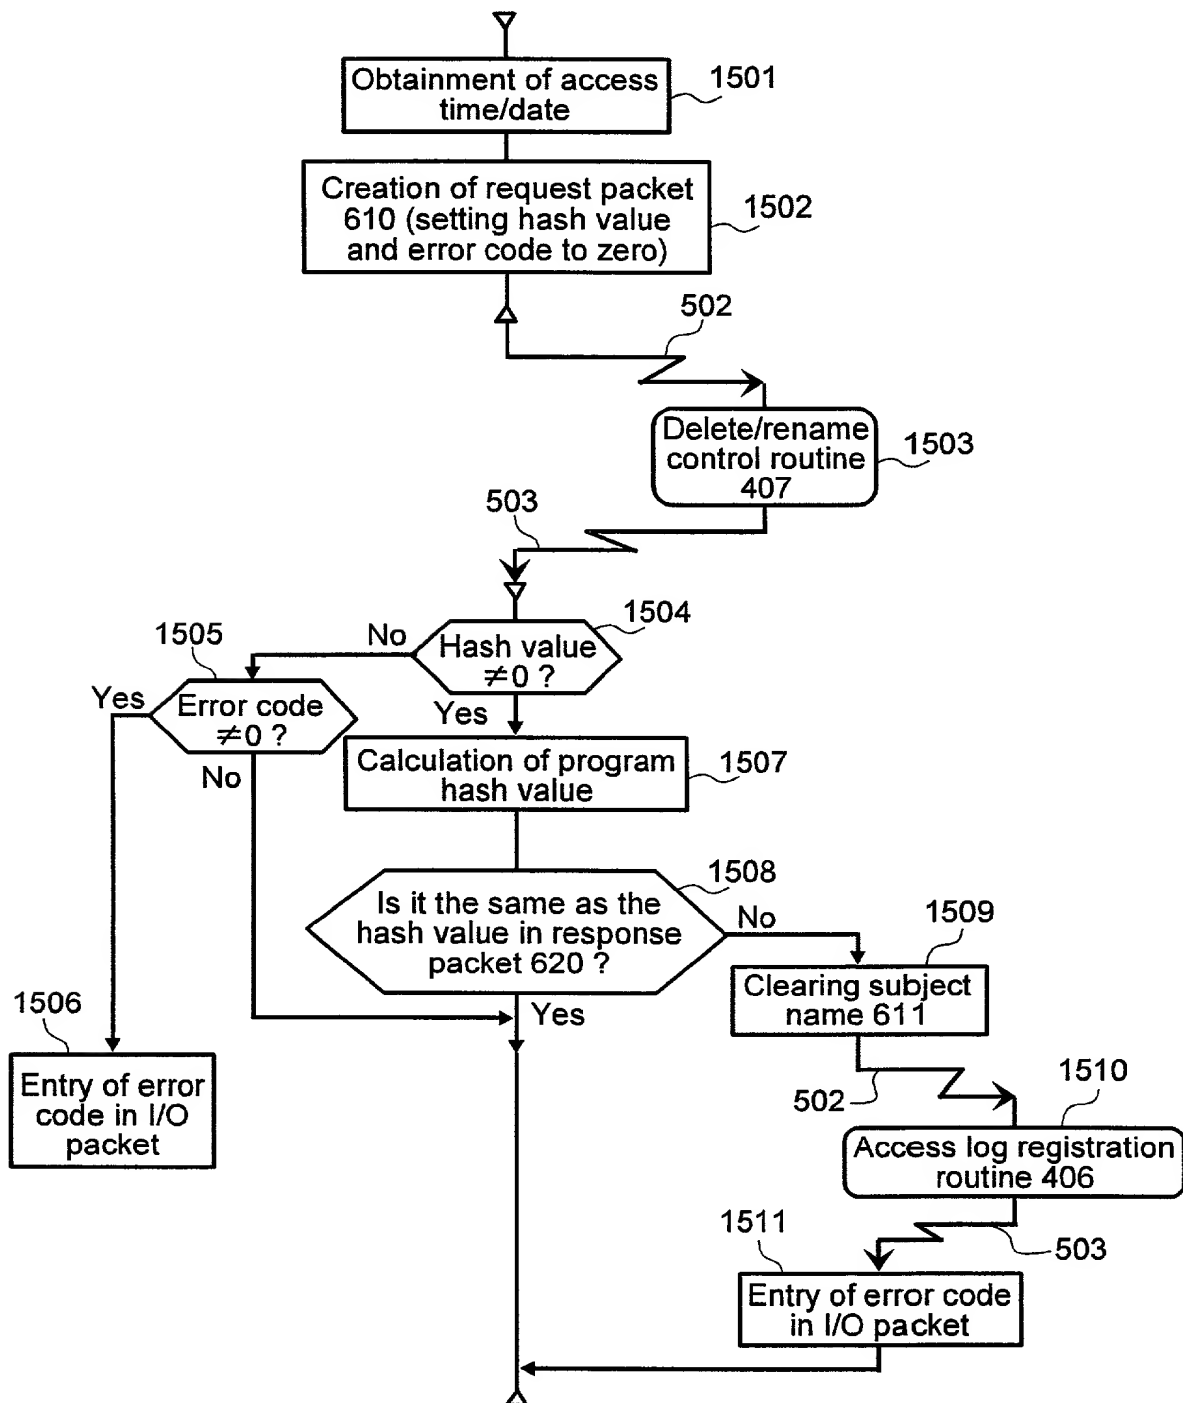 Obtainment of access
time/date
1501
Creation of request packet
610 (setting hash value
and error code to zero)
1502
502
Delete/rename
control routine
407
1503
503
1504
Hash value
≠0 ?
No
1505
Yes
Error code
≠0 ?
Yes
No
Calculation of program
hash value
1507
1508
Is it the same as the
hash value in response
packet 620 ?
No
1509
Yes
Clearing subject
name 611
1506
Entry of error
code in I/O
packet
502
1510
Access log registration
routine 406
503
1511
Entry of error code
in I/O packet